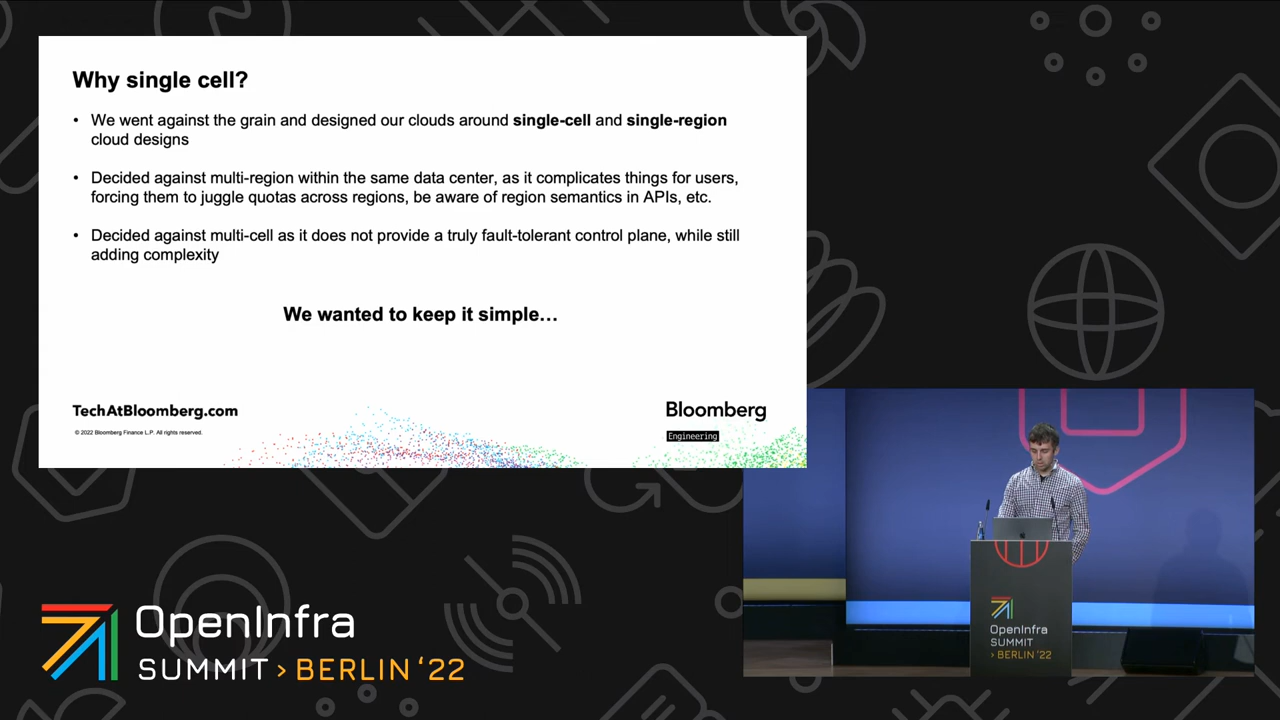 Why single cell?
• We went against the grain and designed our clouds around single-cell and single-region
cloud designs
• Decided against multi-region within the same data center, as it complicates things for users,
forcing them to juggle quotas across regions, be aware of region semantics in APIs, etc.
• Decided against multi-cell as it does not provide a truly fault-tolerant control plane, while still
adding complexity
We wanted to keep it simple…
TechAtBloomberg.com
© 2022 Bloomberg Finance L.P. All rights reserved.
Bloomberg
Engineering
OpenInfra
SUMMIT > BERLIN ‘22
OpenInfra
SUMMIT
> BERLIN ‘22